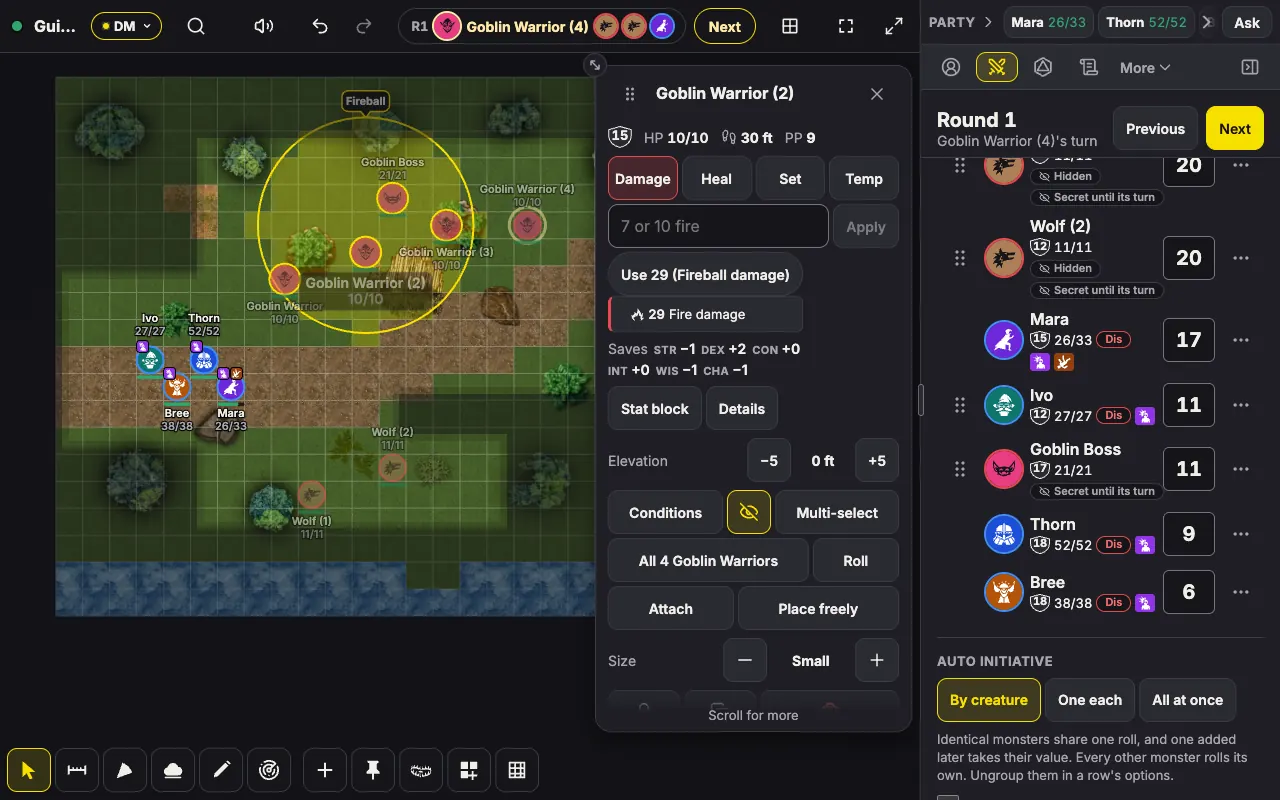 Gui...
DM
R1
Goblin Warrior (4)
Next
PARTY
Mara 26/33
Thorn 52/52
Ask
More
Round 1
Goblin Warrior (4)'s turn
Previous
Next
Fireball
Goblin Boss
21/21
Goblin Warrior (4)
10/10
Goblin Warrior (3)
10/10
Goblin Warrior (2)
10/10
Goblin Warrior
10/10
Ivo
27/27
Thorn
52/52
Bree
38/38
Mara
26/33
Wolf (2)
11/11
Wolf (1)
11/11
Goblin Warrior (2)
15 HP 10/10 30 ft PP 9
Damage
Heal
Set
Temp
7 or 10 fire
Apply
Use 29 (Fireball damage)
29 Fire damage
Saves STR −1 DEX +2 CON +0
INT +0 WIS −1 CHA −1
Stat block
Details
Elevation
−5
0 ft
+5
Conditions
Multi-select
All 4 Goblin Warriors
Roll
Attach
Place freely
Size
Small
Scroll for more
11/11
20
Hidden
Secret until its turn
Wolf (2)
12 11/11
20
Hidden
Secret until its turn
Mara
15 26/33 Dis
17
Ivo
12 27/27 Dis
11
Goblin Boss
17 21/21
11
Secret until its turn
Thorn
18 52/52 Dis
9
Bree
18 38/38 Dis
6
AUTO INITIATIVE
By creature
One each
All at once
Identical monsters share one roll, and one added
later takes their value. Every other monster rolls its
own. Ungroup them in a row's options.